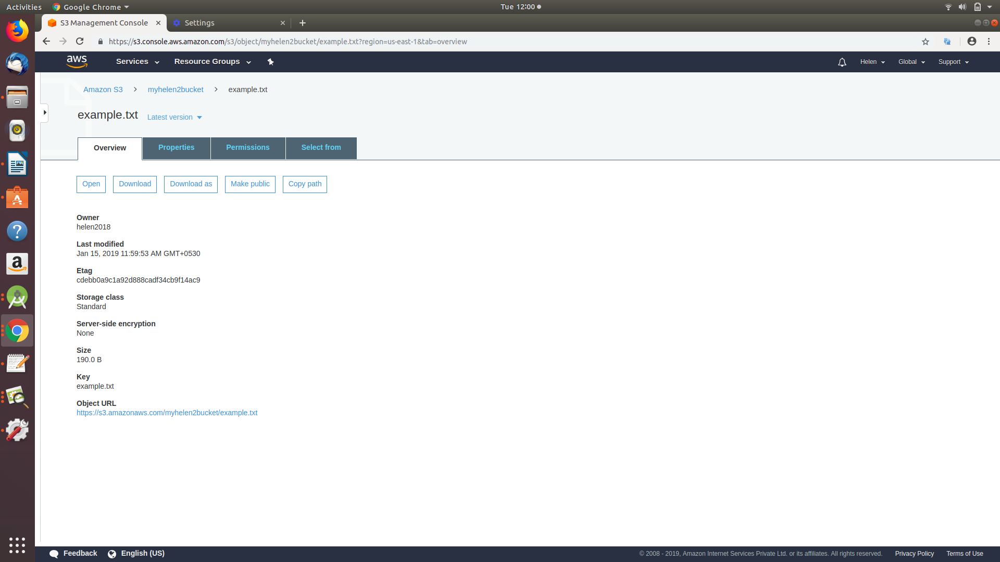 Activities Google Chrome Tue 12:00
S3 Management Console Settings
https://s3.console.aws.amazon.com/s3/object/myhelen2bucket/example.txt?region=us-east-1&tab=overview
aws Services Resource Groups Helen Global Support
Amazon S3 myhelen2bucket example.txt
example.txt Latest version
Overview Properties Permissions Select from
Open Download Download as Make public Copy path
Owner
helen2018
Last modified
Jan 15, 2019 11:59:53 AM GMT+0530
Etag
cdebb0a9c1a92d888cadf34cb9f14ac9
Storage class
Standard
Server-side encryption
None
Size
190.0 B
Key
example.txt
Object URL
https://s3.amazonaws.com/myhelen2bucket/example.txt
Feedback English (US) © 2008 - 2019, Amazon Internet Services Private Ltd. or its affiliates. All rights reserved. Privacy Policy Terms of Use